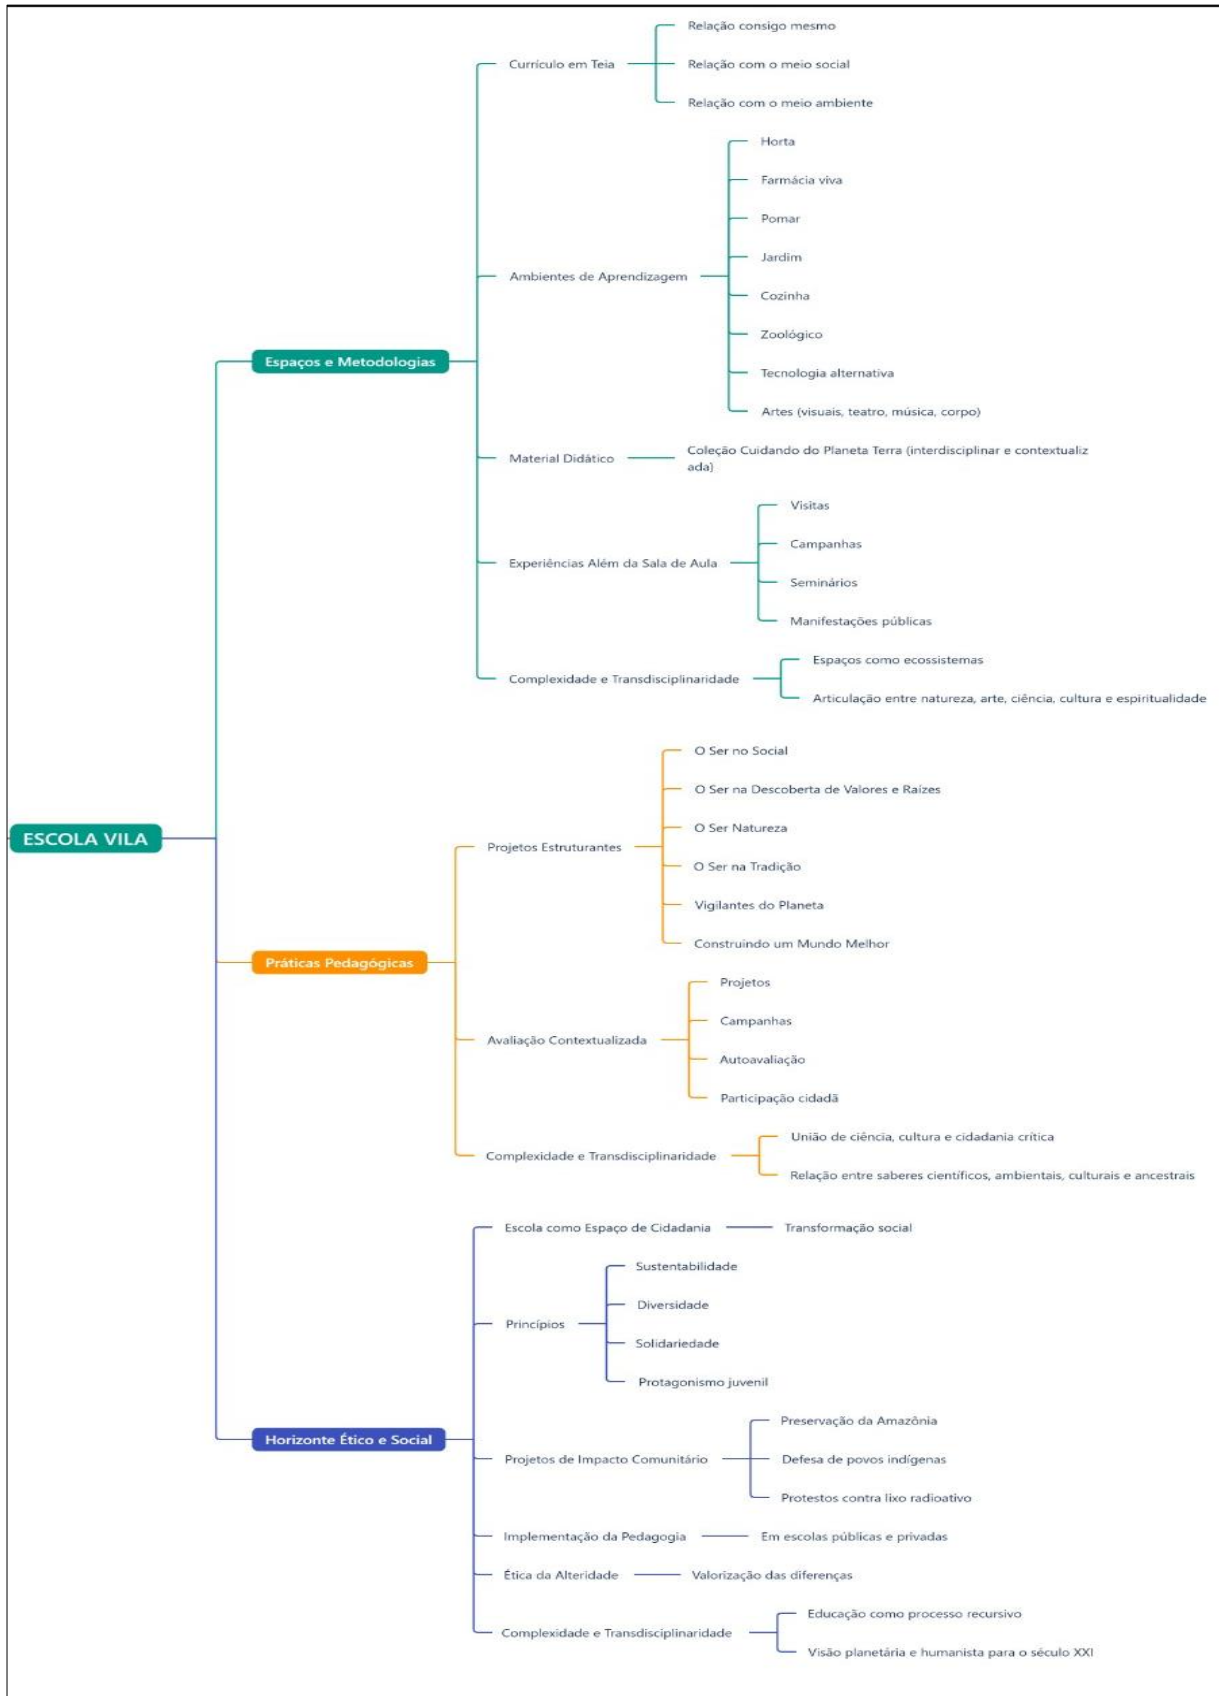 Relação consigo mesmo
Currículo em Teia
Relação com o meio social
Relação com o meio ambiente
Horta
Farmácia viva
Pomar
Jardim
Ambientes de Aprendizagem
Cozinha
Zoológico
Espaços e Metodologias
Tecnologia alternativa
Artes (visuais, teatro, música, corpo)
Material Didático
Coleção Cuidando do Planeta Terra (interdisciplinar e contextualiz
ada)
Visitas
Campanhas
Experiências Além da Sala de Aula
Seminários
Manifestações públicas
Espaços como ecossistemas
Complexidade e Transdisciplinaridade
Articulação entre natureza, arte, ciência, cultura e espiritualidade
ESCOLA VILA
O Ser no Social
O Ser na Descoberta de Valores e Raízes
O Ser Natureza
Projetos Estruturantes
O Ser na Tradição
Vigilantes do Planeta
Construindo um Mundo Melhor
Práticas Pedagógicas
Projetos
Campanhas
Avaliação Contextualizada
Autoavaliação
Participação cidadã
União de ciência, cultura e cidadania crítica
Complexidade e Transdisciplinaridade
Relação entre saberes científicos, ambientais, culturais e ancestrais
Escola como Espaço de Cidadania
Transformação social
Sustentabilidade
Diversidade
Princípios
Solidariedade
Protagonismo juvenil
Horizonte Ético e Social
Preservação da Amazônia
Projetos de Impacto Comunitário
Defesa de povos indígenas
Protestos contra lixo radioativo
Implementação da Pedagogia
Em escolas públicas e privadas
Ética da Alteridade
Valorização das diferenças
Educação como processo recursivo
Complexidade e Transdisciplinaridade
Visão planetária e humanista para o século XXI